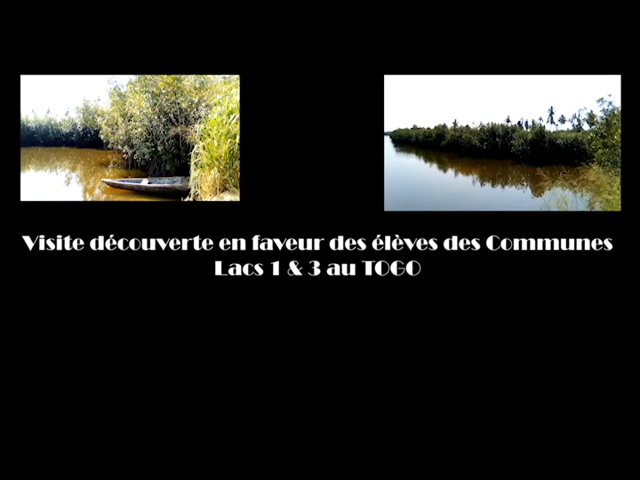 Visite découverte en faveur des élèves des Communes
Lacs 1 & 3 au TOGO